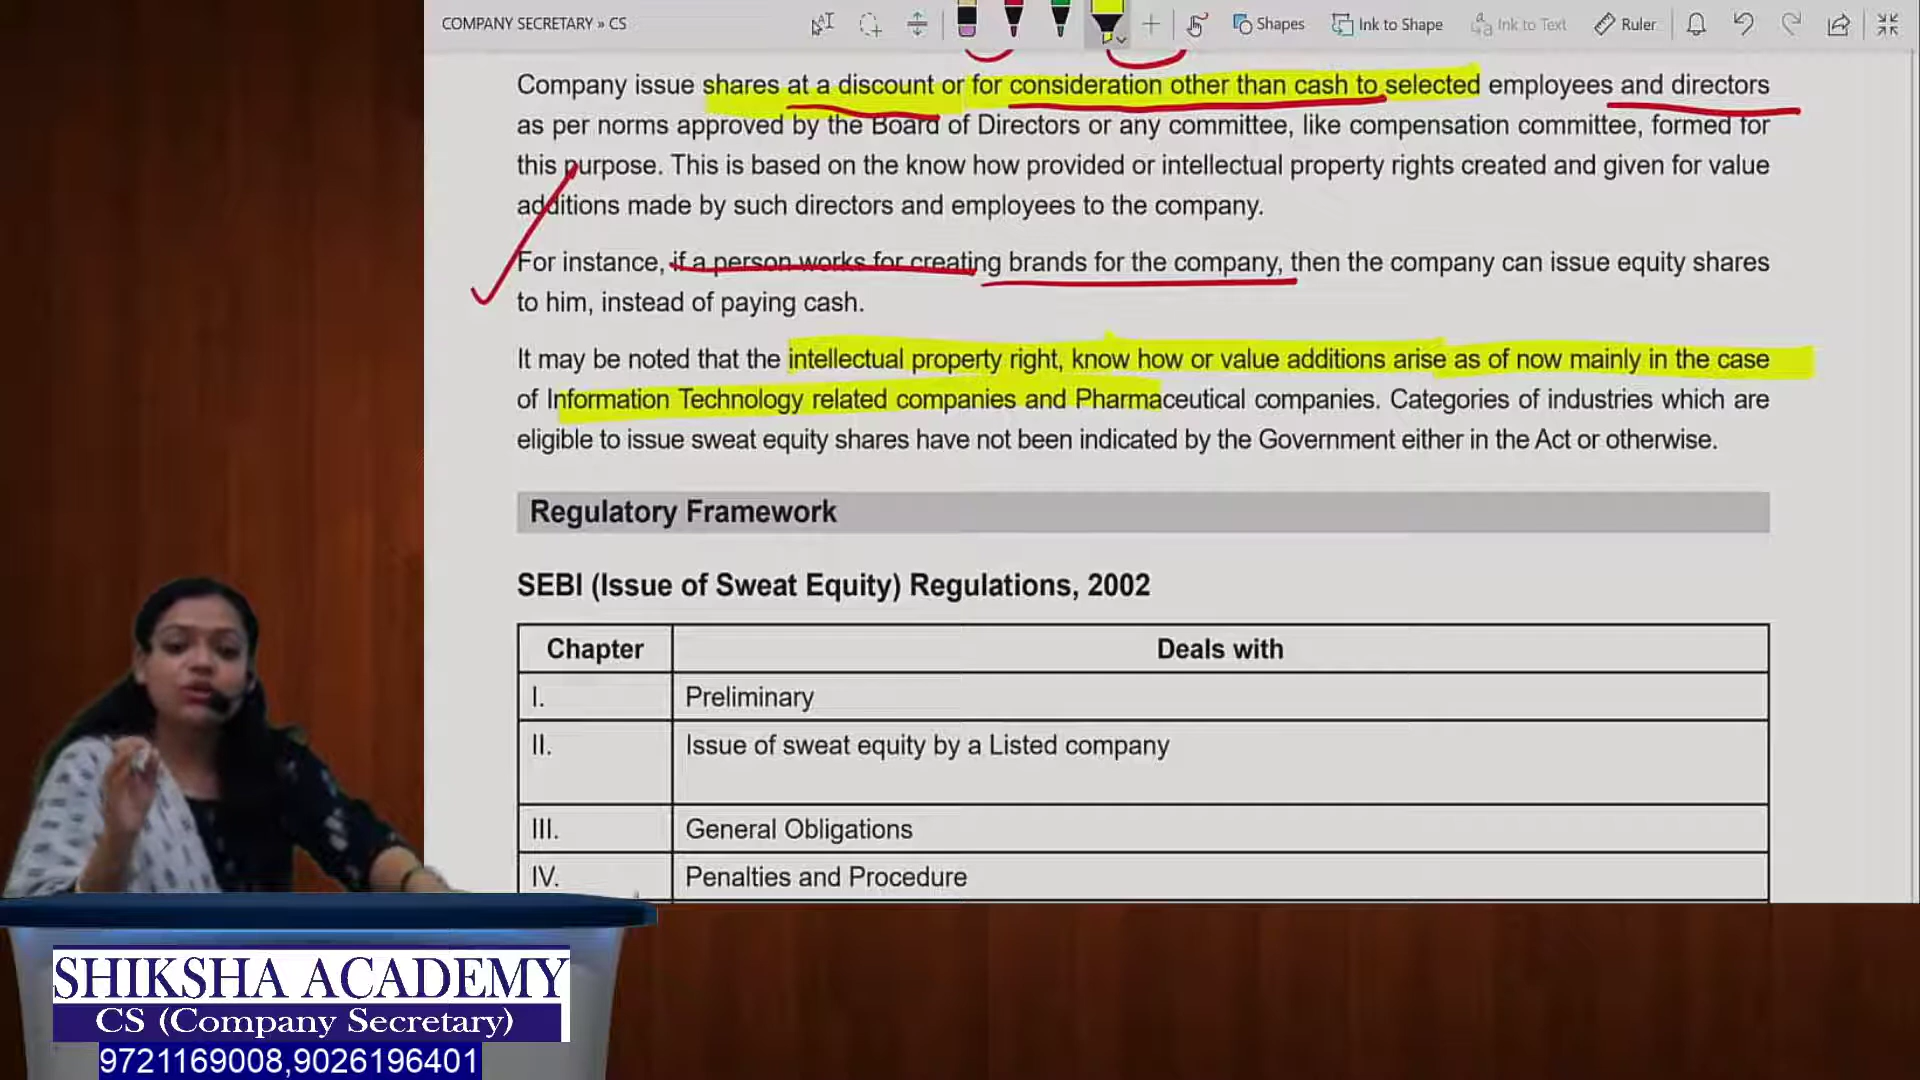 COMPANY SECRETARY » CS
Shapes
Ink to Shape
Ink to Text
Ruler
Company issue shares at a discount or for consideration other than cash to selected employees and directors
as per norms approved by the Board of Directors or any committee, like compensation committee, formed for
this purpose. This is based on the know how provided or intellectual property rights created and given for value
additions made by such directors and employees to the company.
For instance, if a person works for creating brands for the company, then the company can issue equity shares
to him, instead of paying cash.
It may be noted that the intellectual property right, know how or value additions arise as of now mainly in the case
of Information Technology related companies and Pharmaceutical companies. Categories of industries which are
eligible to issue sweat equity shares have not been indicated by the Government either in the Act or otherwise.
Regulatory Framework
SEBI (Issue of Sweat Equity) Regulations, 2002
Chapter Deals with
I. Preliminary
II. Issue of sweat equity by a Listed company
III. General Obligations
IV. Penalties and Procedure
SHIKSHA ACADEMY
CS (Company Secretary)
9721169008,9026196401